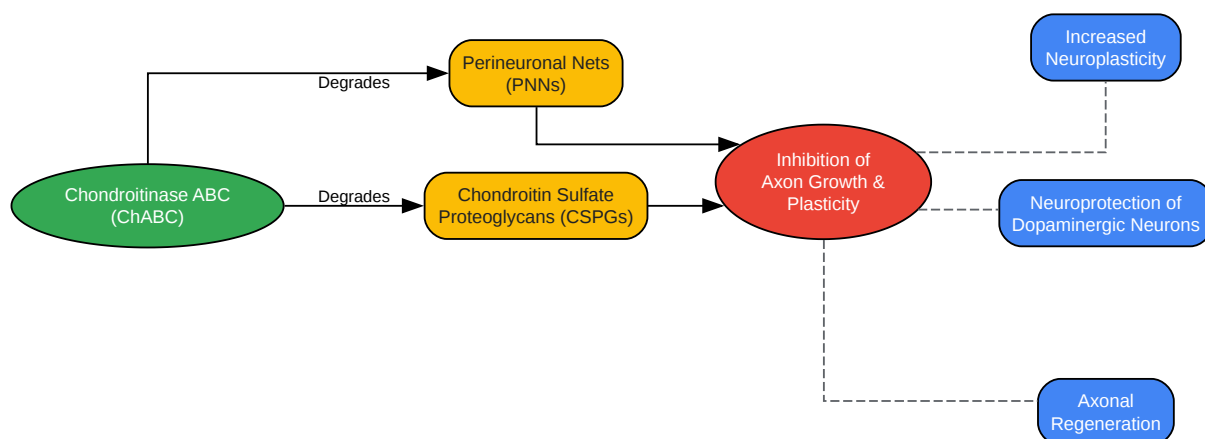 Increased
Neuroplasticity
Perineuronal Nets
(PNNs)
Degrades
Inhibition of
Axon Growth &
Plasticity
Chondroitinase ABC
(ChABC)
Degrades
Chondroitin Sulfate
Proteoglycans (CSPGs)
Neuroprotection of
Dopaminergic Neurons
Axonal
Regeneration